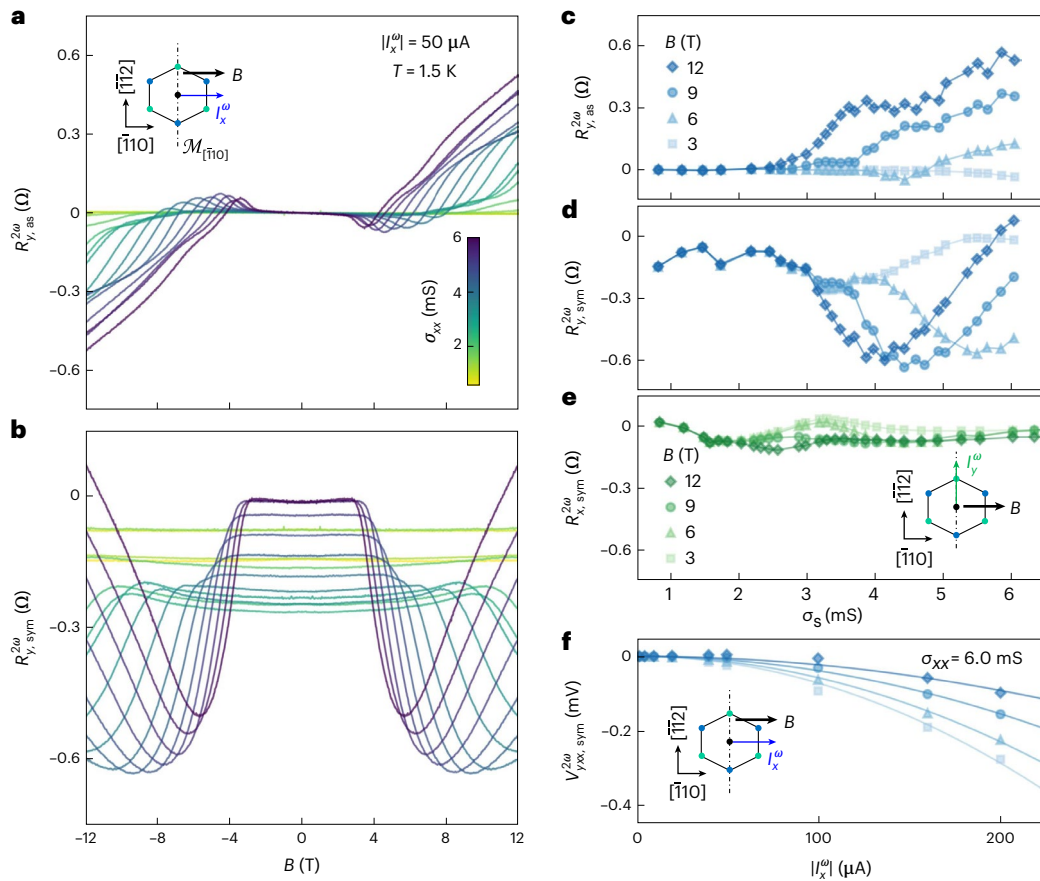 a
|I_x^ω| = 50 μA
T = 1.5 K
B
I_x^ω
[1̄1̄2]
[1̄10]
ℳ_[1̄10]
R_y, as^2ω (Ω)
0.6
0.3
0
−0.3
−0.6
σ_xx (mS)
6
4
2
b
R_y, sym^2ω (Ω)
0
−0.3
−0.6
−12
−8
−4
0
4
8
12
B (T)
c
B (T)
12
9
6
3
R_y, as^2ω (Ω)
0.6
0.3
0
d
R_y, sym^2ω (Ω)
0
−0.3
−0.6
e
B (T)
12
9
6
3
R_x, sym^2ω (Ω)
0
−0.3
−0.6
I_y^ω
B
[1̄1̄2]
[1̄10]
1
2
3
4
5
6
σ_S (mS)
f
σ_xx = 6.0 mS
V_yxx, sym^2ω (mV)
0
−0.2
−0.4
B
I_x^ω
[1̄1̄2]
[1̄10]
0
100
200
|I_x^ω| (μA)